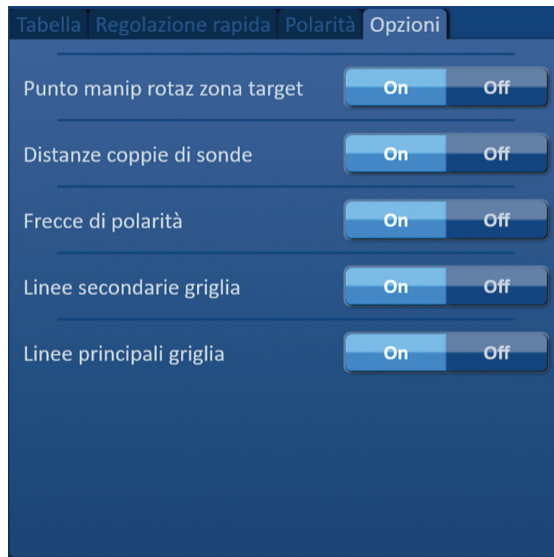 Tabella Regolazione rapida Polarità Opzioni
Punto manip rotaz zona target On Off
Distanze coppie di sonde On Off
Frecce di polarità On Off
Linee secondarie griglia On Off
Linee principali griglia On Off